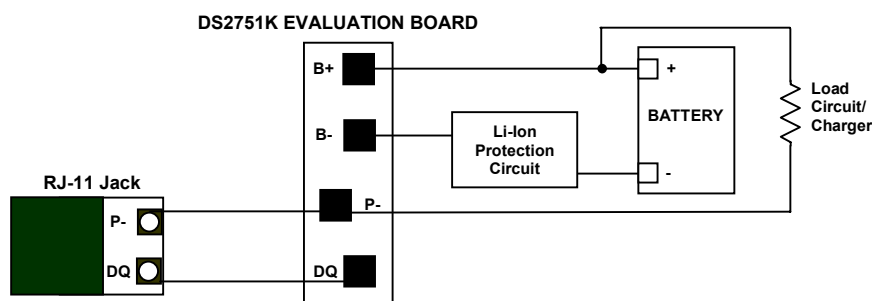 DS2751K EVALUATION BOARD
B+
+
BATTERY
Load
Circuit/
Charger
B-
Li-Ion
Protection
Circuit
-
RJ-11 Jack
P-
P-
DQ
DQ